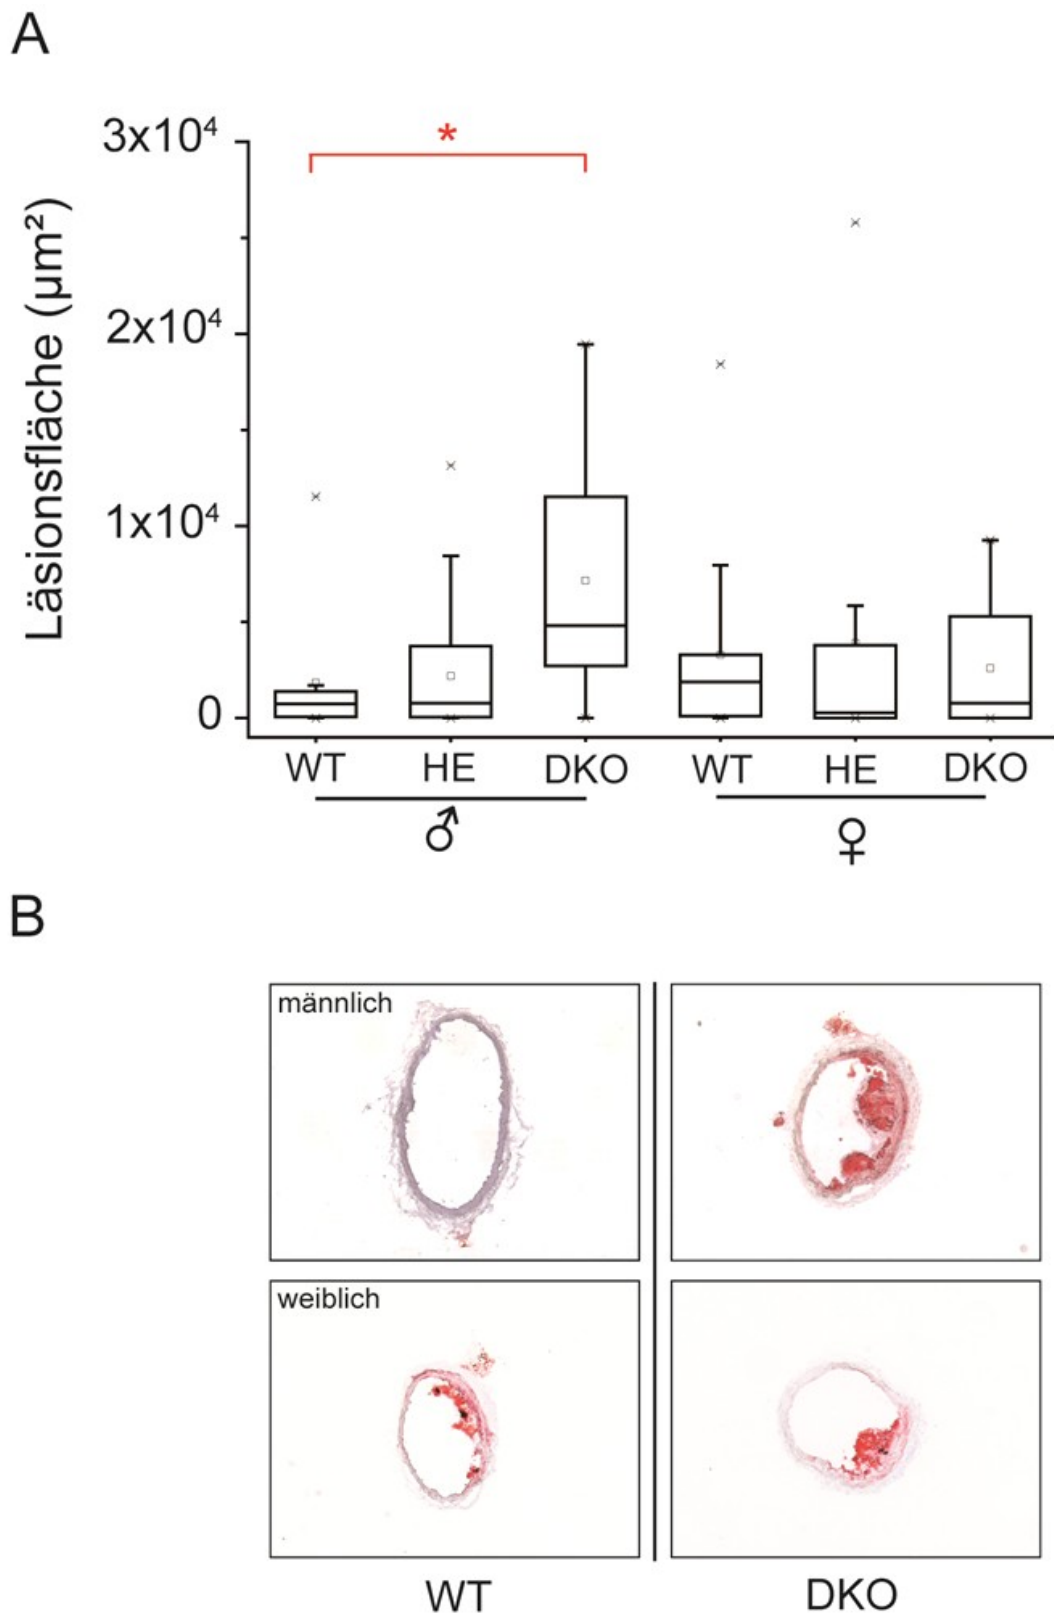 A
3x10⁴
2x10⁴
1x10⁴
0
Läsionsfläche (µm²)
*
WT HE DKO WT HE DKO
♂ ♀
B
männlich
weiblich
WT DKO